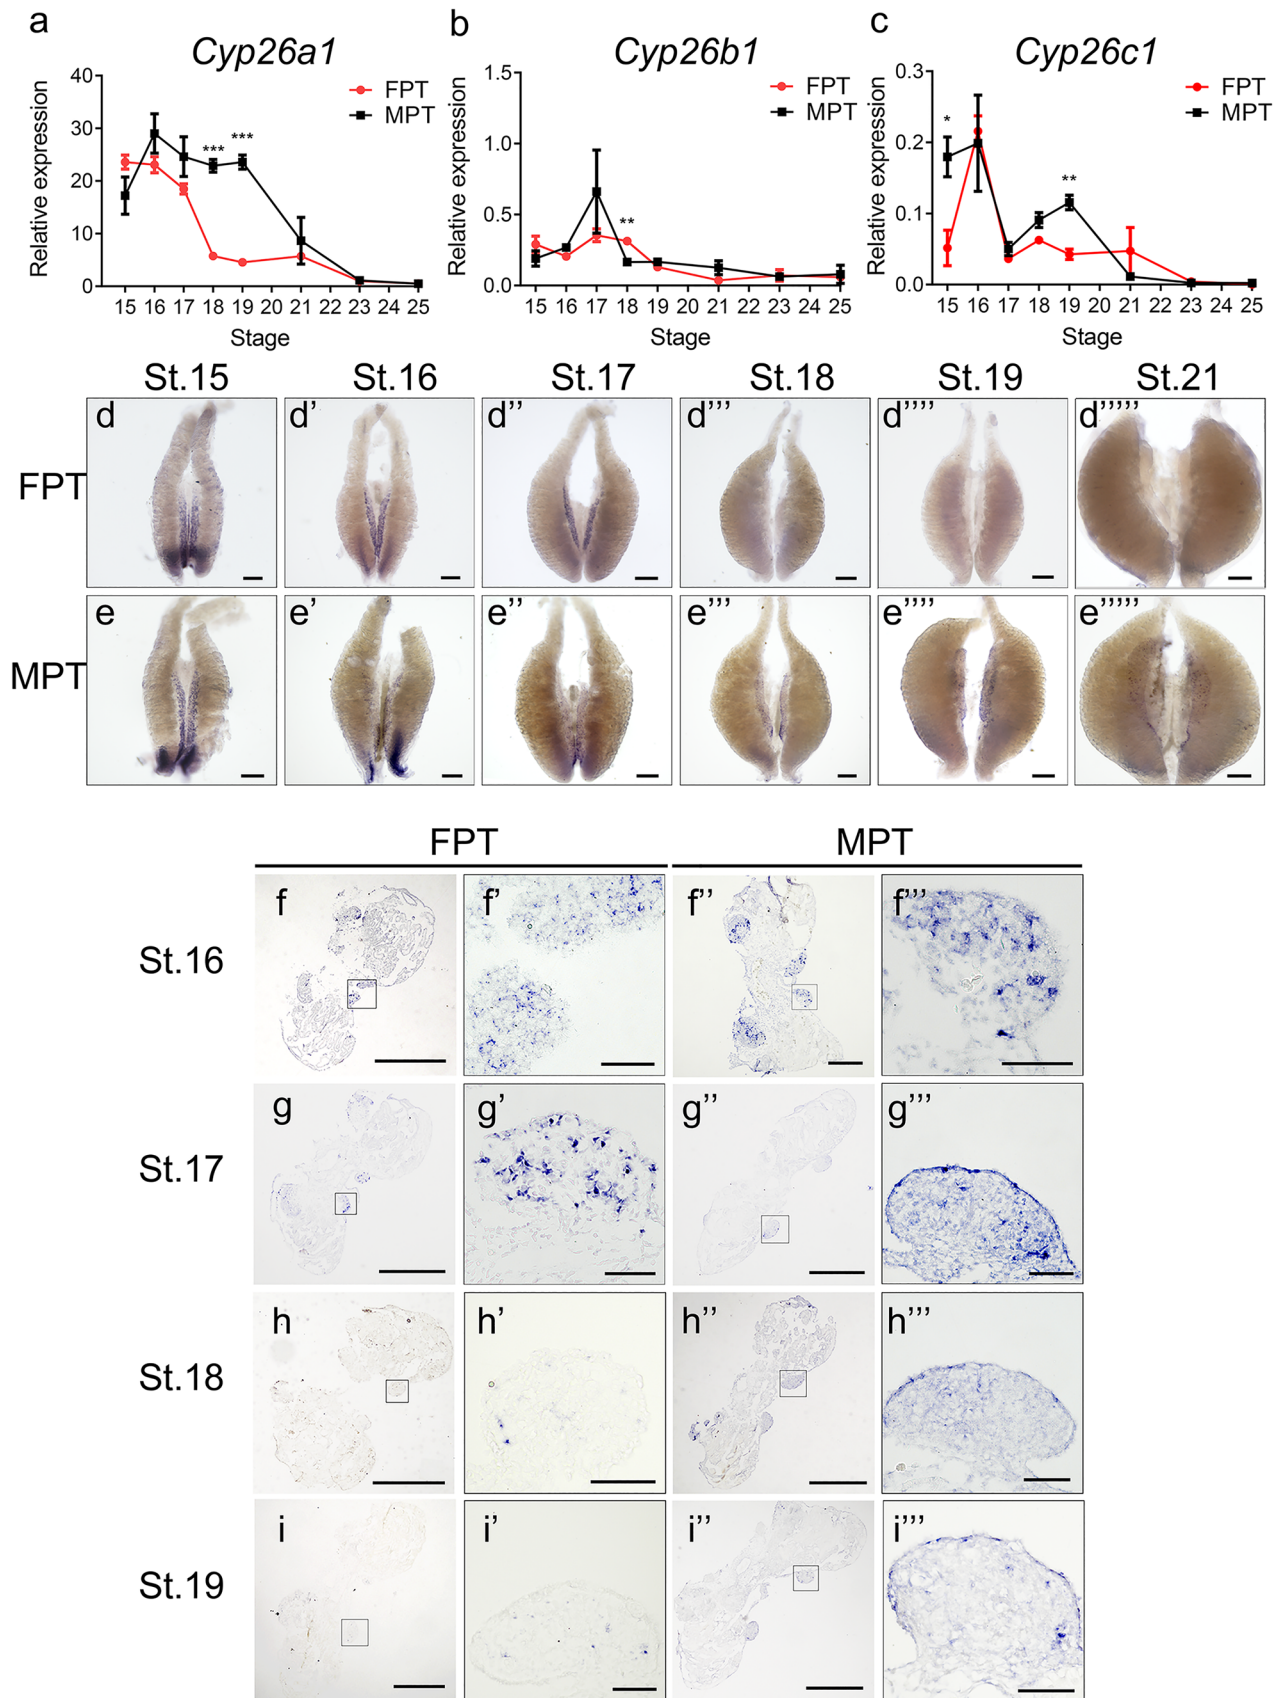 a
Cyp26a1
Relative expression
40
30
20
10
0
FPT
MPT
***
***
15 16 17 18 19 20 21 22 23 24 25
Stage
b
Cyp26b1
Relative expression
1.5
1.0
0.5
0.0
FPT
MPT
**
15 16 17 18 19 20 21 22 23 24 25
Stage
c
Cyp26c1
Relative expression
0.3
0.2
0.1
0.0
FPT
MPT
*
**
15 16 17 18 19 20 21 22 23 24 25
Stage
St.15 St.16 St.17 St.18 St.19 St.21
FPT
d d’ d’’ d’’’ d’’’’ d’’’’’
MPT
e e’ e’’ e’’’ e’’’’ e’’’’’
FPT MPT
St.16
f f’ f’’ f’’’
St.17
g g’ g’’ g’’’
St.18
h h’ h’’ h’’’
St.19
i i’ i’’ i’’’